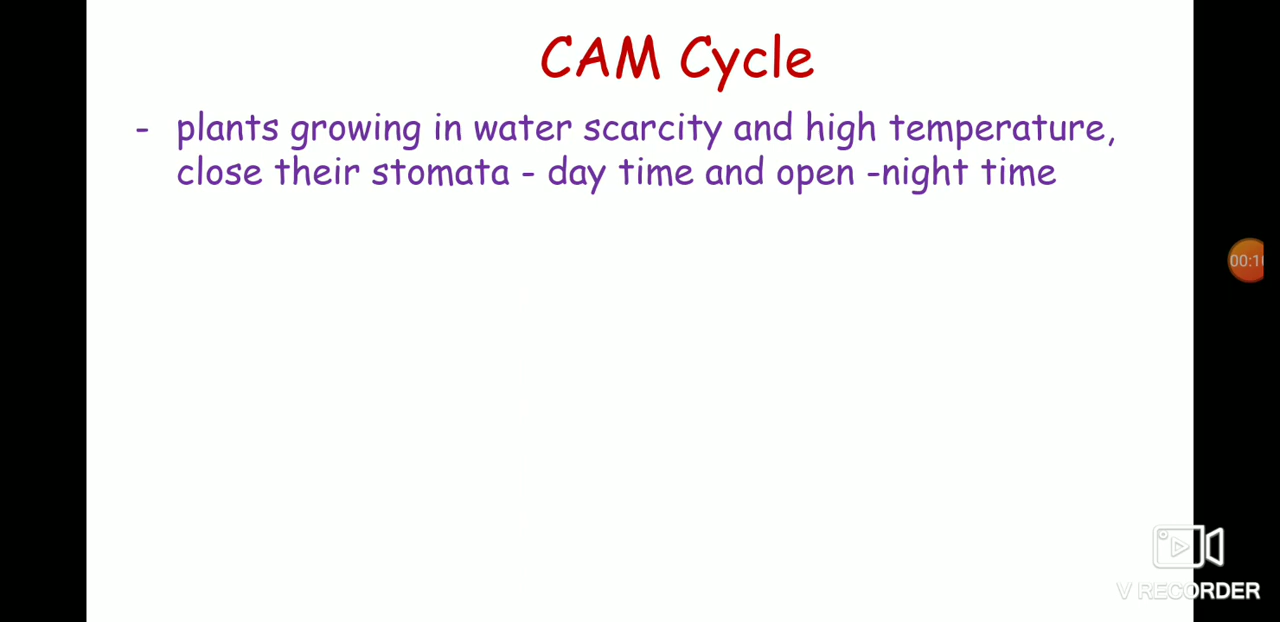 CAM Cycle
- plants growing in water scarcity and high temperature,
close their stomata - day time and open -night time
V RECORDER